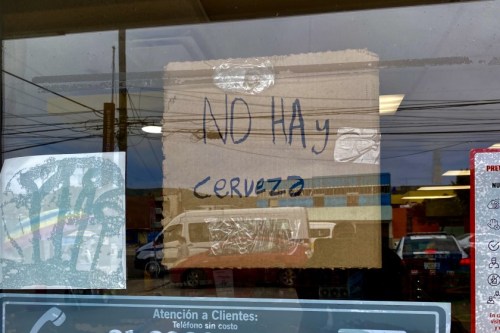 NO HAy
cerveza
Atención a Clientes:
Teléfono sin costo